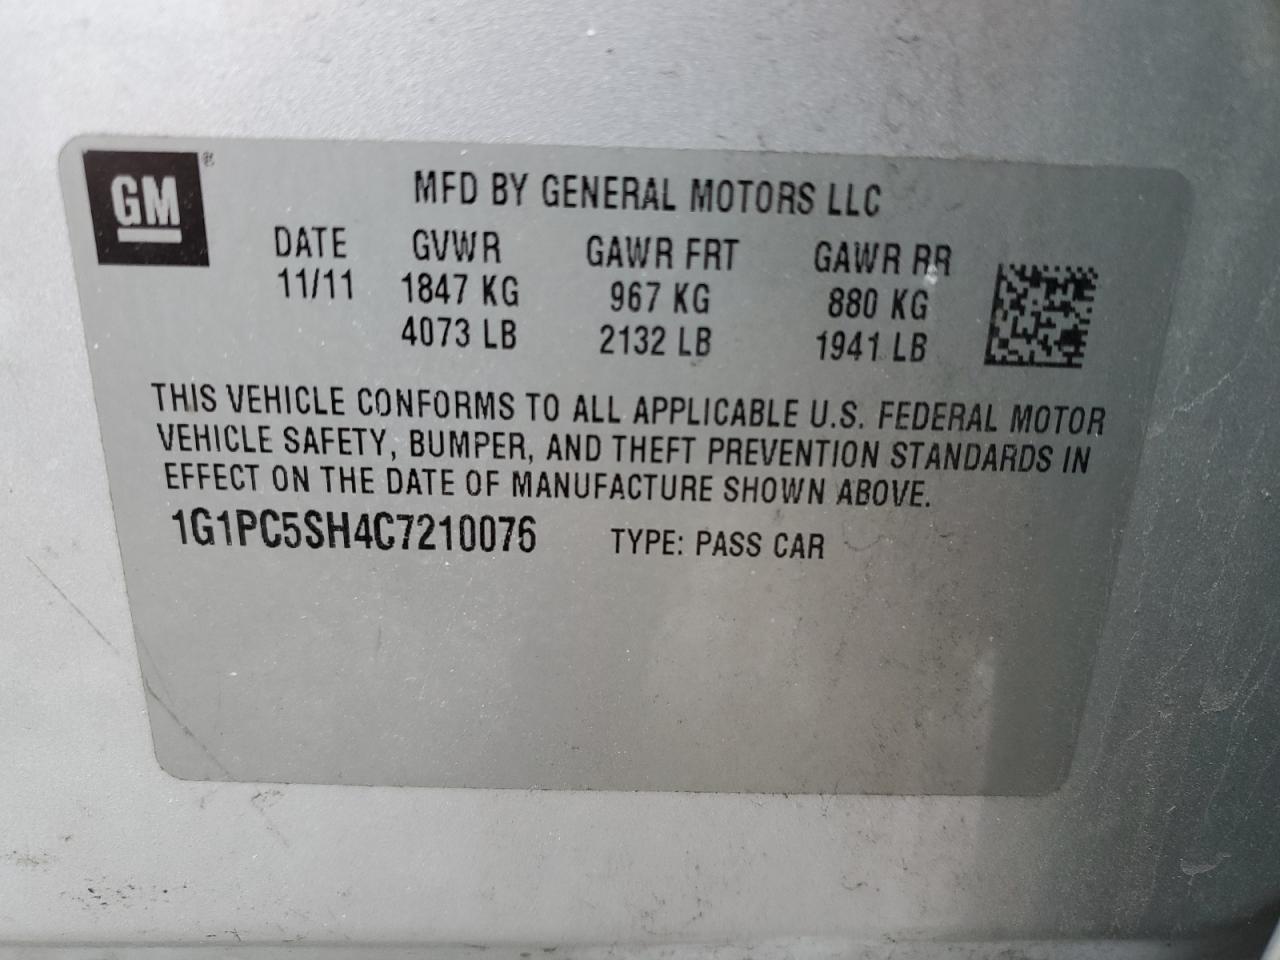 GM®
MFD BY GENERAL MOTORS LLC
DATE GVWR GAWR FRT GAWR RR
11/11 1847 KG 967 KG 880 KG
4073 LB 2132 LB 1941 LB
THIS VEHICLE CONFORMS TO ALL APPLICABLE U.S. FEDERAL MOTOR
VEHICLE SAFETY, BUMPER, AND THEFT PREVENTION STANDARDS IN
EFFECT ON THE DATE OF MANUFACTURE SHOWN ABOVE.
1G1PC5SH4C7210076 TYPE: PASS CAR